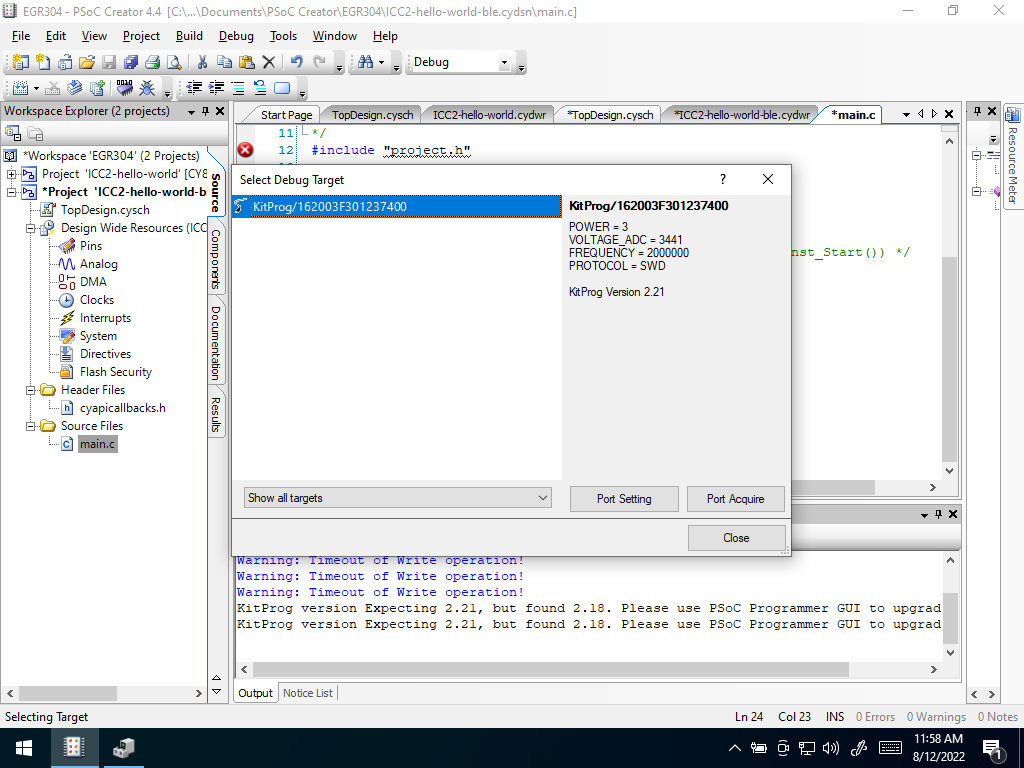 EGR304 - PSoC Creator 4.4 [C:\...\Documents\PSoC Creator\EGR304\ICC2-hello-world-ble.cydsn\main.c]
File Edit View Project Build Debug Tools Window Help
Debug
Workspace Explorer (2 projects)
Start Page TopDesign.cysch ICC2-hello-world.cydwr *TopDesign.cysch *ICC2-hello-world-ble.cydwr *main.c
*Workspace 'EGR304' (2 Projects)
Project 'ICC2-hello-world' [CY8
*Project 'ICC2-hello-world-b
TopDesign.cysch
Design Wide Resources (ICC
Pins
Analog
DMA
Clocks
Interrupts
System
Directives
Flash Security
Header Files
cyapicallbacks.h
Source Files
main.c
Source
Components
Documentation
Results
11 */
12 #include "project.h"
nst_Start()) */
Resource Meter
Select Debug Target
?
KitProg/162003F301237400
KitProg/162003F301237400
POWER = 3
VOLTAGE_ADC = 3441
FREQUENCY = 2000000
PROTOCOL = SWD
KitProg Version 2.21
Show all targets
Port Setting
Port Acquire
Close
Warning: Timeout of Write operation!
Warning: Timeout of Write operation!
Warning: Timeout of Write operation!
KitProg version Expecting 2.21, but found 2.18. Please use PSoC Programmer GUI to upgrad
KitProg version Expecting 2.21, but found 2.18. Please use PSoC Programmer GUI to upgrad
Output Notice List
Selecting Target
Ln 24 Col 23 INS 0 Errors 0 Warnings 0 Notes
11:58 AM
8/12/2022
1